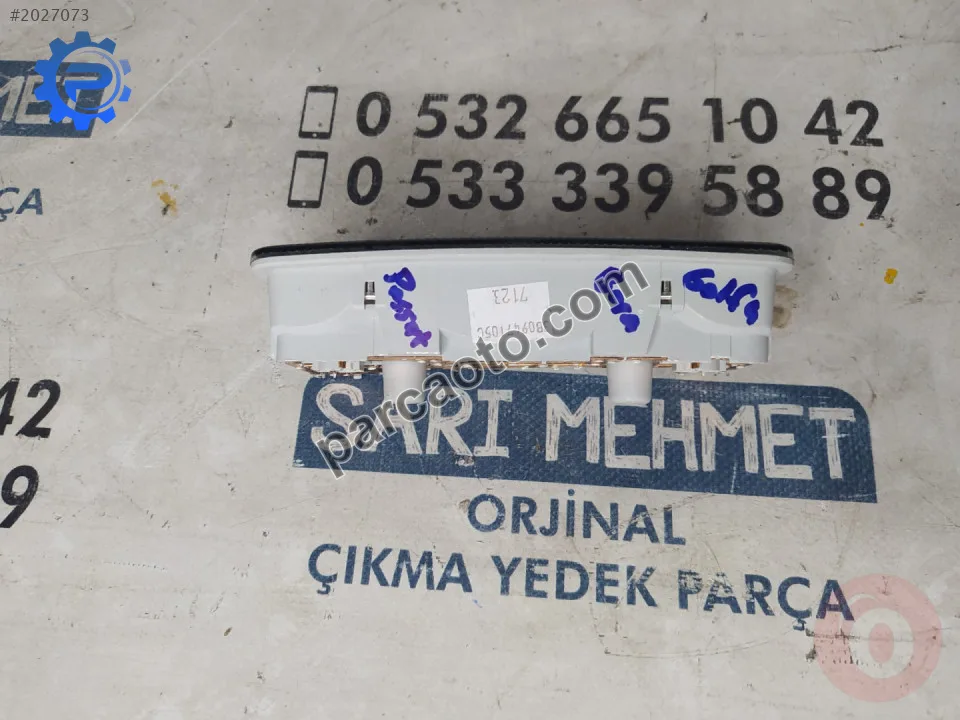 #2027073
0 532 665 10 42
0 533 339 58 89
ÇA
Passat
7123
parcaoto.com
SARI MEHMET
ORJİNAL
ÇIKMA YEDEK PARÇA
42
9